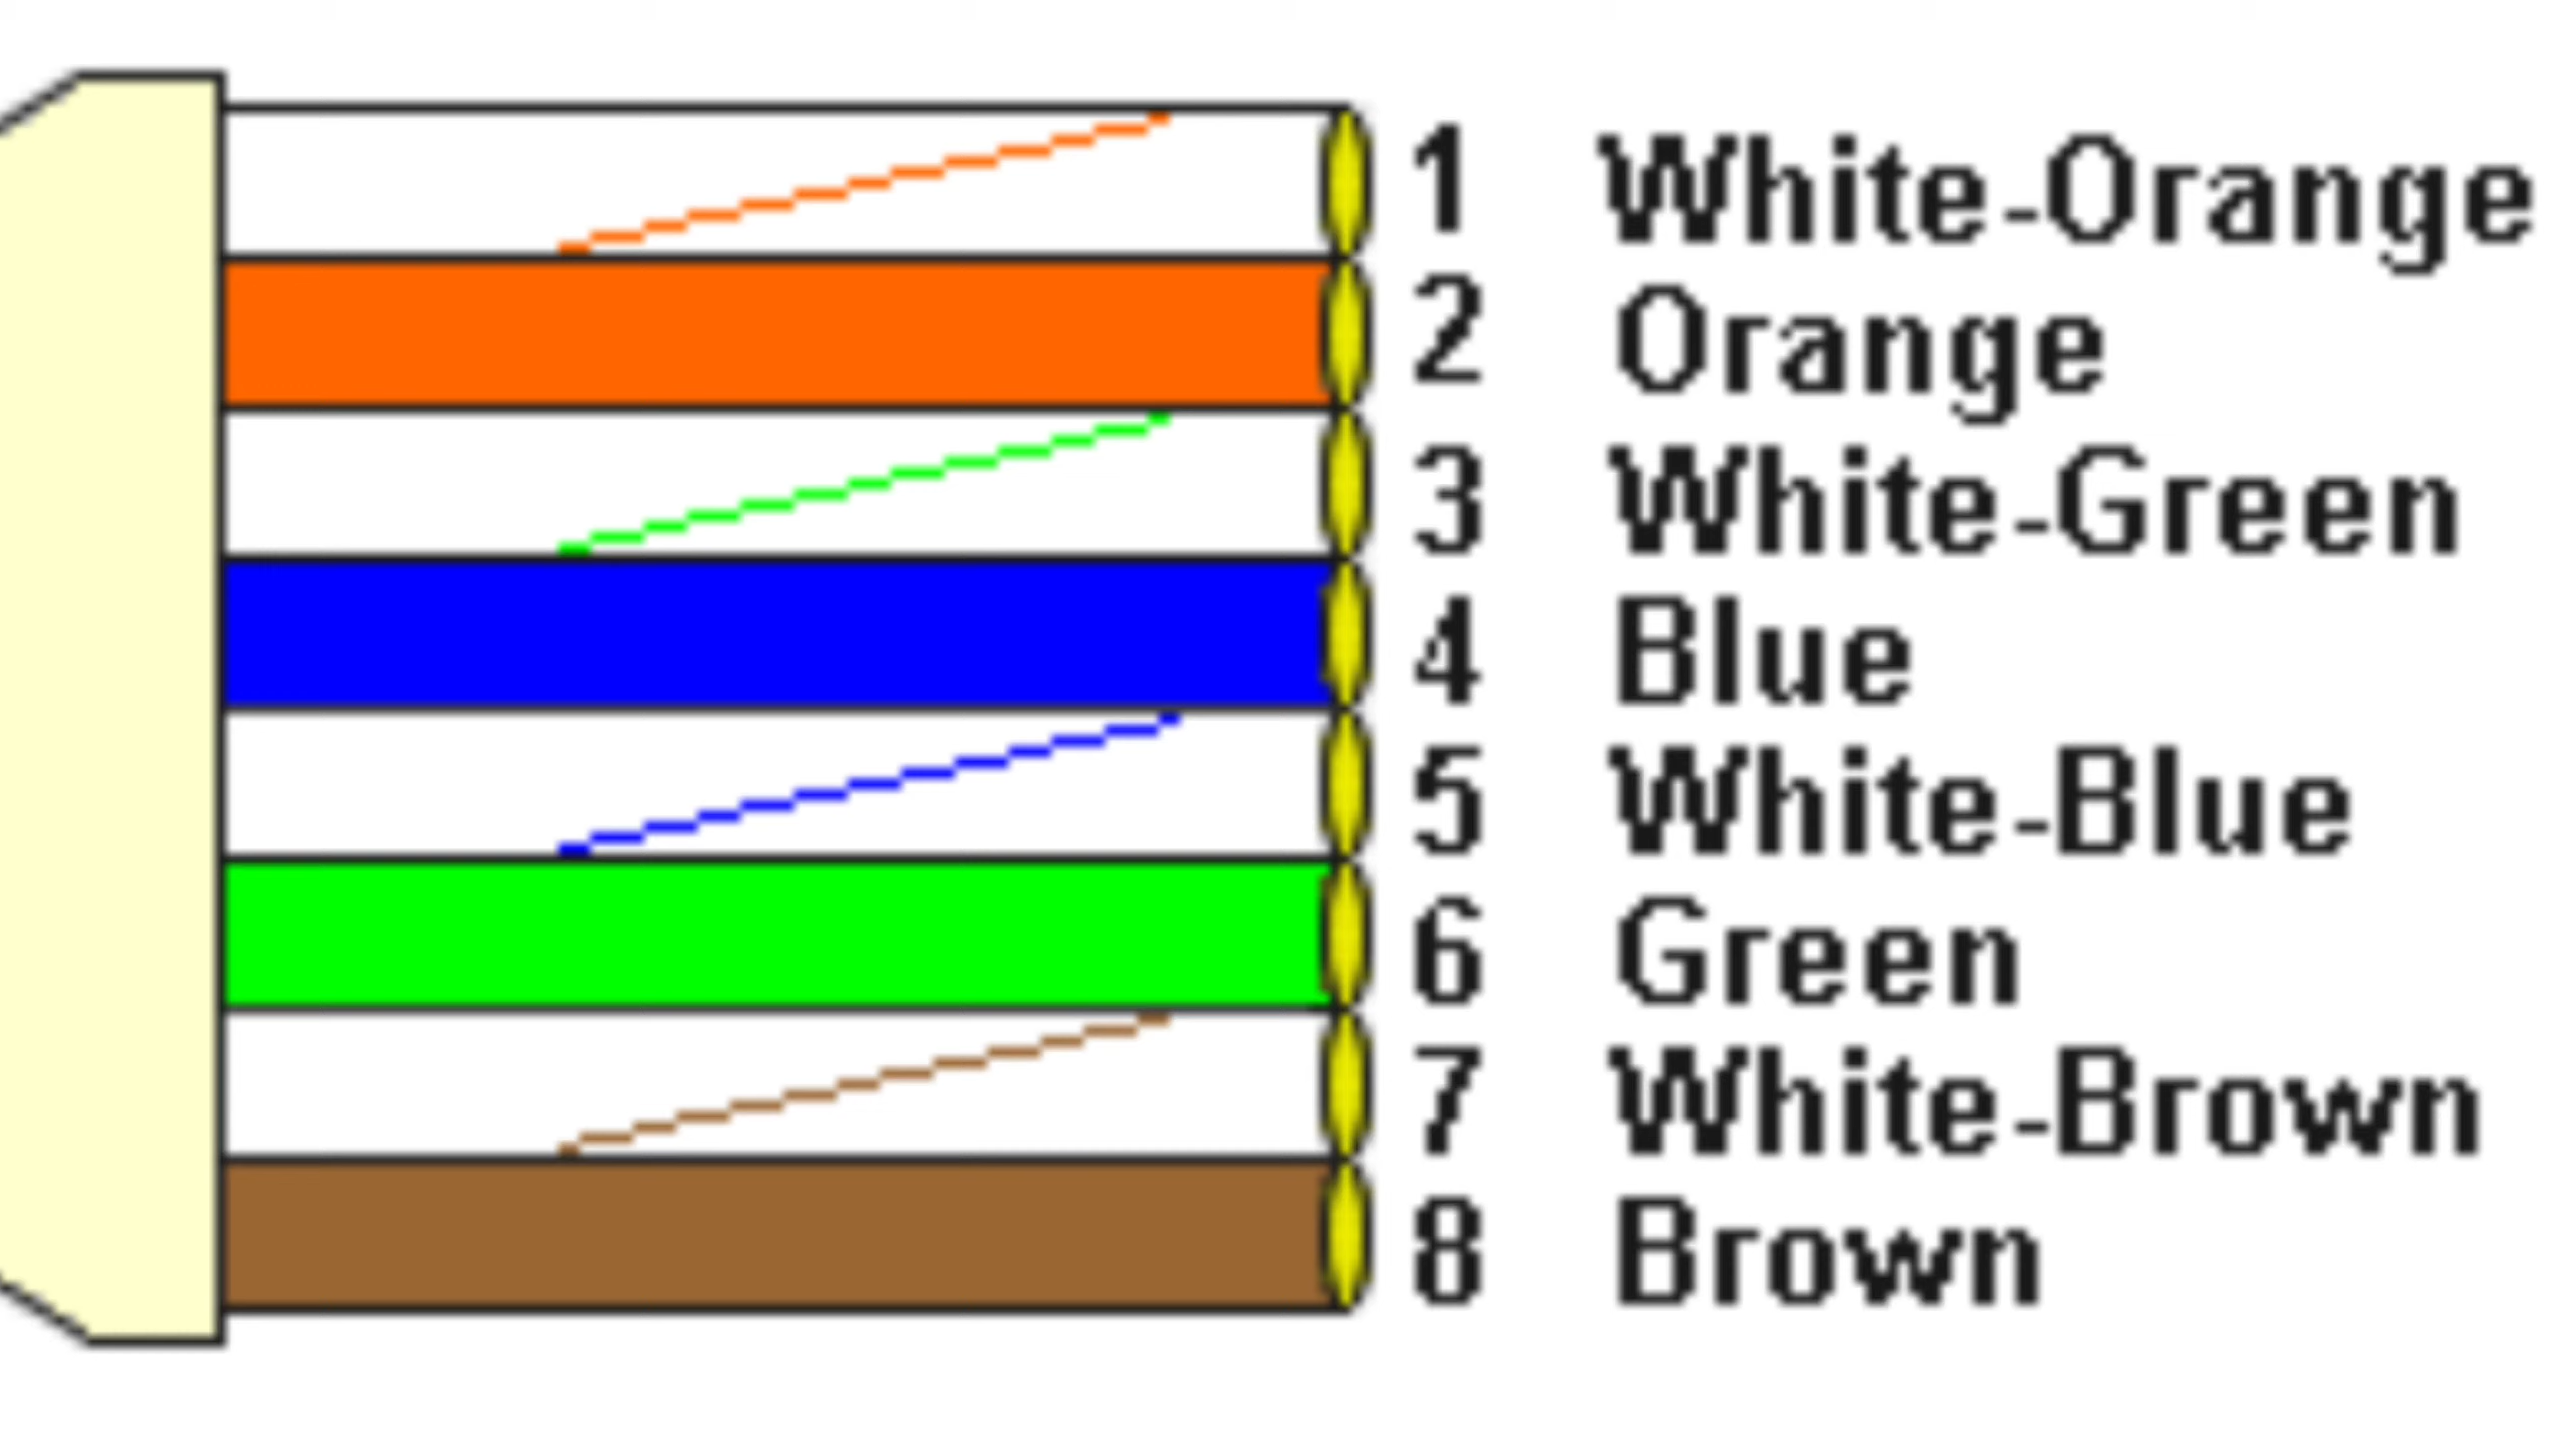 1 White-Orange
2 Orange
3 White-Green
4 Blue
5 White-Blue
6 Green
7 White-Brown
8 Brown